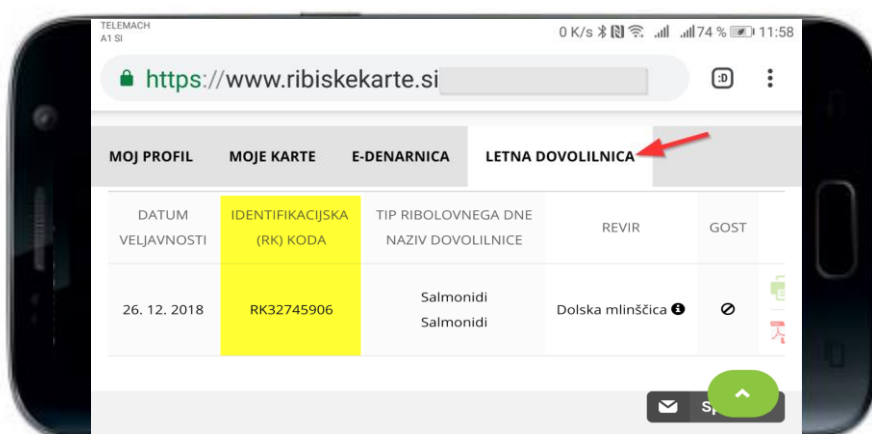 TELEMACH
A1 SI
0 K/s 74 % 11:58
https://www.ribiskekarte.si
:D
MOJ PROFIL MOJE KARTE E-DENARNICA LETNA DOVOLILNICA
DATUM VELJAVNOSTI
IDENTIFIKACIJSKA (RK) KODA
TIP RIBOLOVNEGA DNE
NAZIV DOVOLILNICE
REVIR
GOST
26. 12. 2018
RK32745906
Salmonidi
Salmonidi
Dolska mlinščica